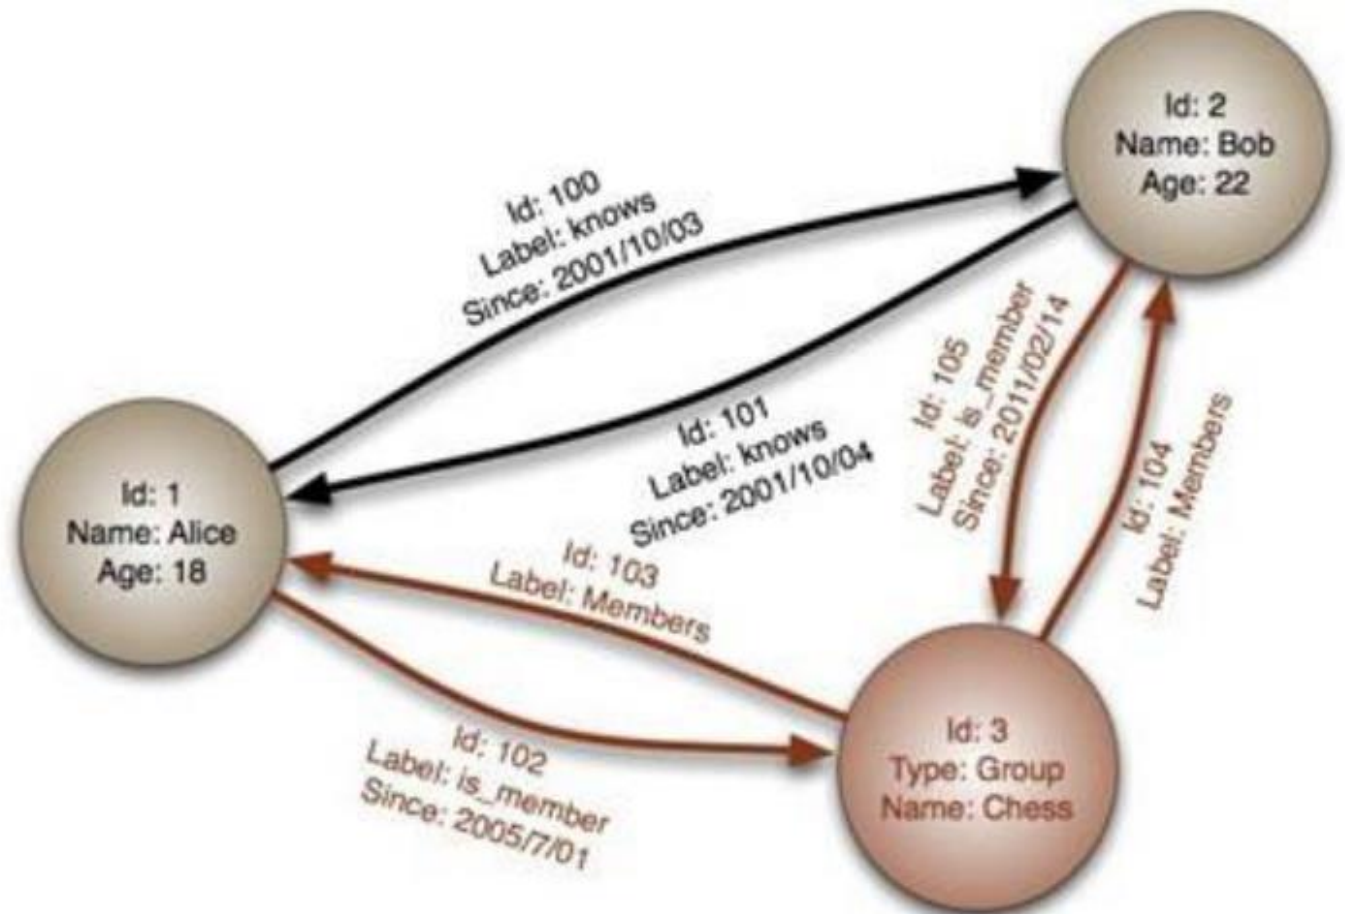 Id: 2
Name: Bob
Age: 22
Id: 100
Label: knows
Since: 2001/10/03
Id: 101
Label: knows
Since: 2001/10/04
Id: 105
Label: is_member
Since: 2011/02/14
Id: 104
Label: Members
Id: 1
Name: Alice
Age: 18
Id: 103
Label: Members
Id: 102
Label: is_member
Since: 2005/7/01
Id: 3
Type: Group
Name: Chess